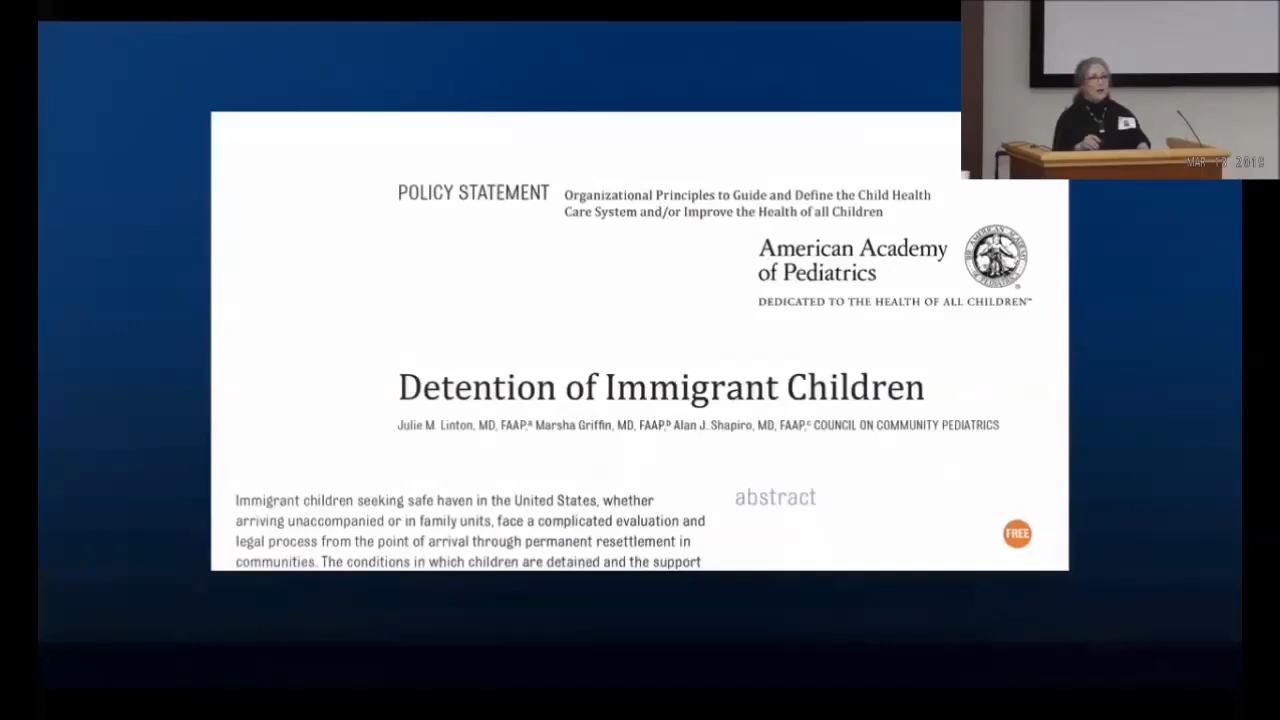 MAR 13 2019
POLICY STATEMENT
Organizational Principles to Guide and Define the Child Health
Care System and/or Improve the Health of all Children
American Academy
of Pediatrics
DEDICATED TO THE HEALTH OF ALL CHILDREN™
Detention of Immigrant Children
Julie M. Linton, MD, FAAP,ᵃ Marsha Griffin, MD, FAAP,ᵇ Alan J. Shapiro, MD, FAAP,ᶜ COUNCIL ON COMMUNITY PEDIATRICS
abstract
Immigrant children seeking safe haven in the United States, whether
arriving unaccompanied or in family units, face a complicated evaluation and
legal process from the point of arrival through permanent resettlement in
communities. The conditions in which children are detained and the support
FREE